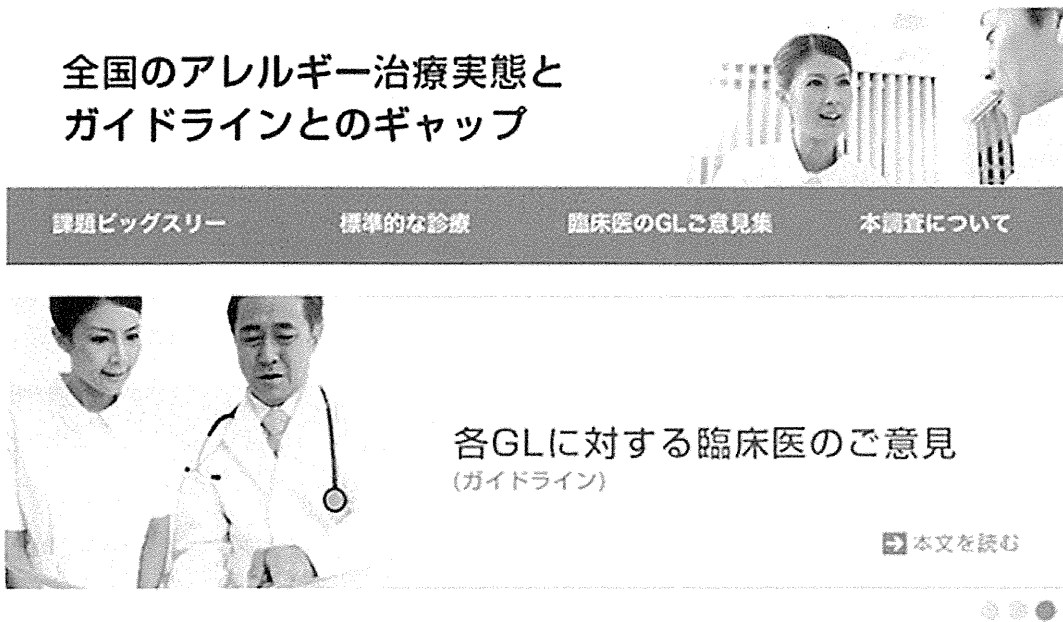 全国のアレルギー治療実態と
ガイドラインとのギャップ
課題ビッグスリー 標準的な診療 臨床医のGLご意見集 本調査について
各GLに対する臨床医のご意見
(ガイドライン)
本文を読む